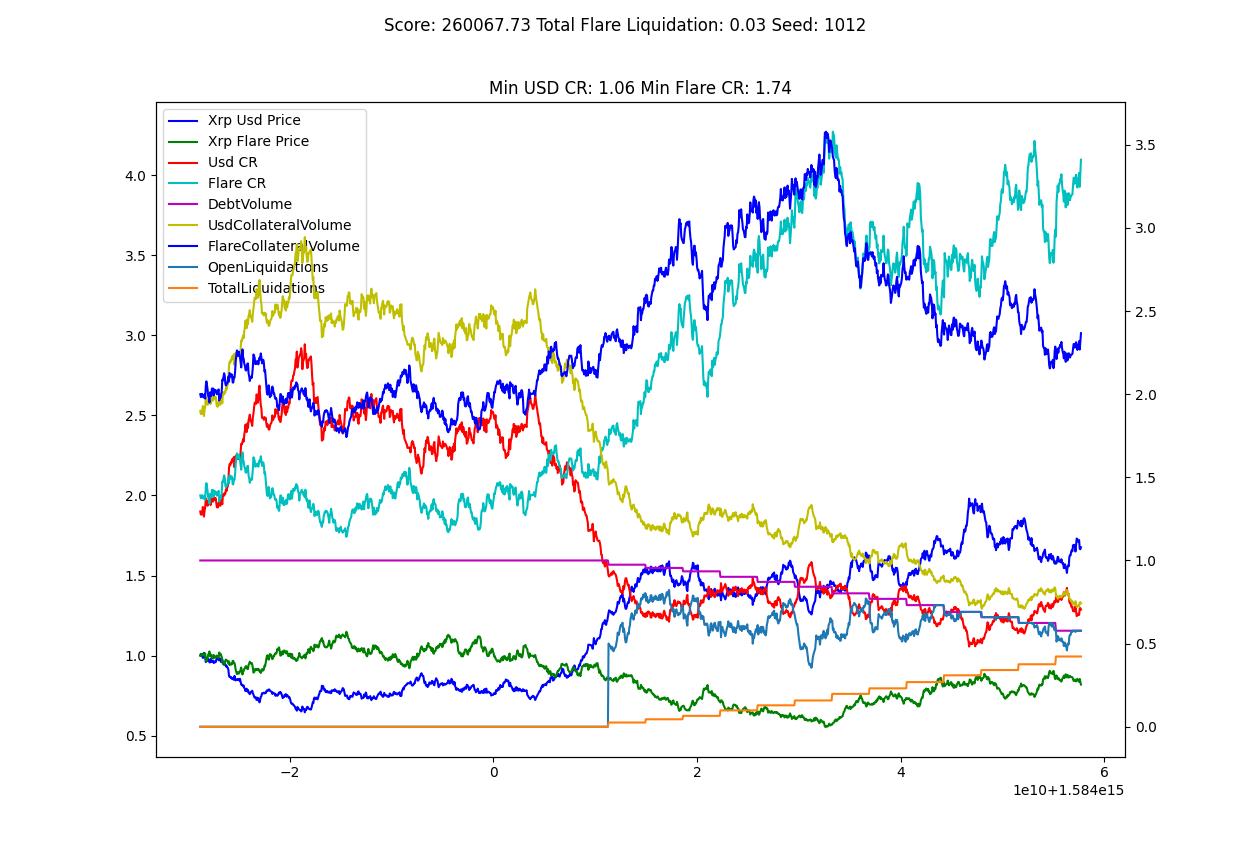 Score: 260067.73 Total Flare Liquidation: 0.03 Seed: 1012
Min USD CR: 1.06 Min Flare CR: 1.74
Xrp Usd Price
Xrp Flare Price
Usd CR
Flare CR
DebtVolume
UsdCollateralVolume
FlareCollateralVolume
OpenLiquidations
TotalLiquidations
4.0
3.5
3.0
2.5
2.0
1.5
1.0
0.5
3.5
3.0
2.5
2.0
1.5
1.0
0.5
0.0
−2 0 2 4 6
1e10+1.584e15